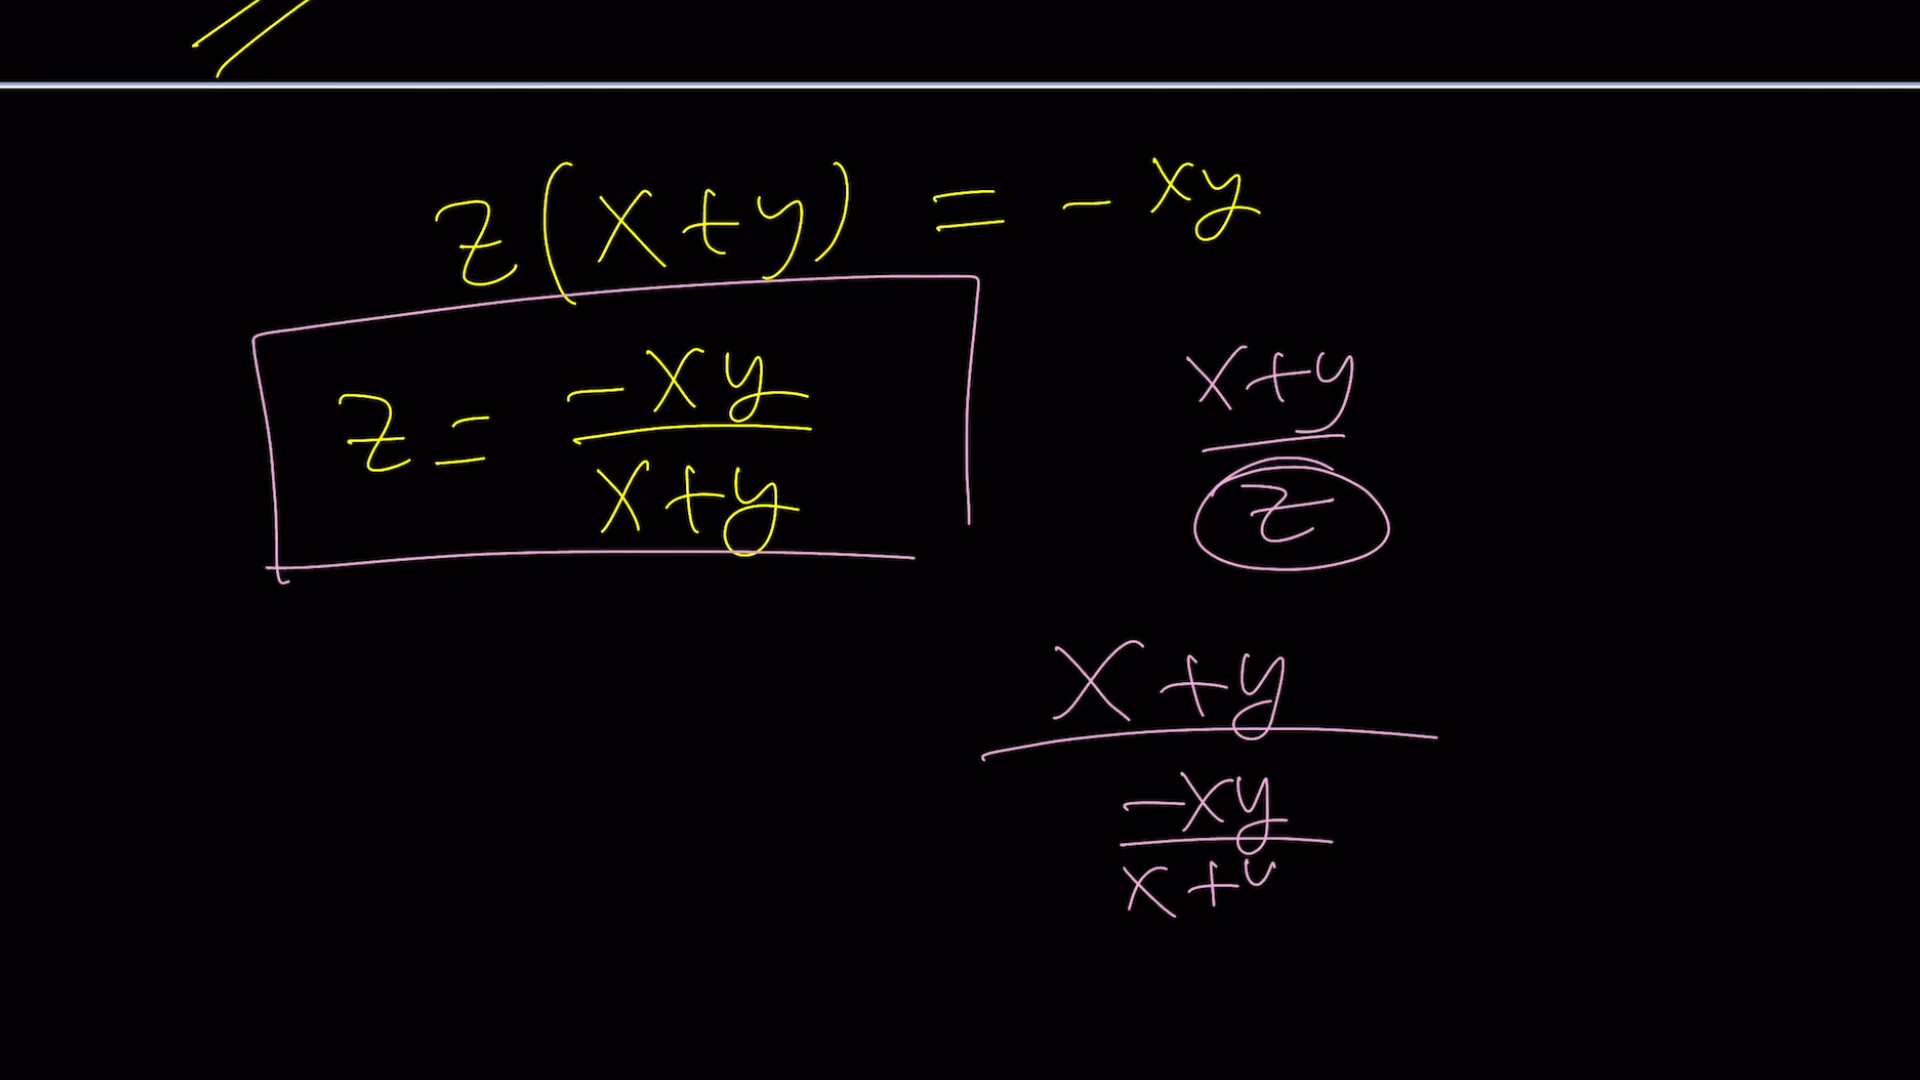 z(x+y) = -xy
z = -xy / x+y
x+y / z
x+y
-xy
x+y